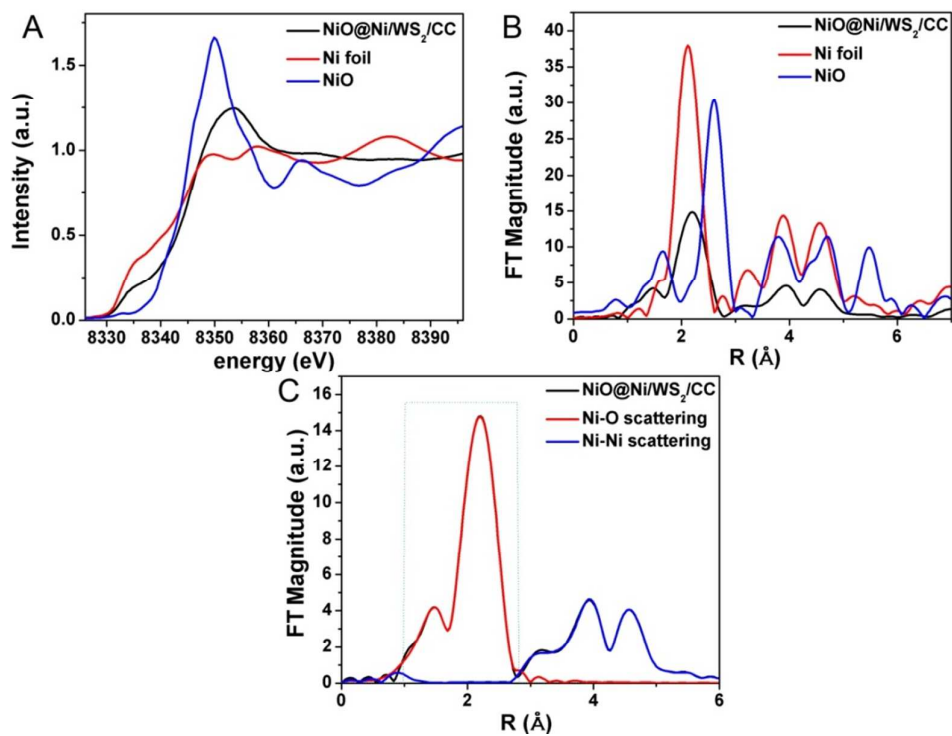 A
NiO@Ni/WS2/CC
Ni foil
NiO
Intensity (a.u.)
1.5
1.0
0.5
0.0
8330 8340 8350 8360 8370 8380 8390
energy (eV)
B
NiO@Ni/WS2/CC
Ni foil
NiO
FT Magnitude (a.u.)
40
35
30
25
20
15
10
5
0
0 2 4 6
R (Å)
C
NiO@Ni/WS2/CC
Ni-O scattering
Ni-Ni scattering
FT Magnitude (a.u.)
16
14
12
10
8
6
4
2
0
0 2 4 6
R (Å)